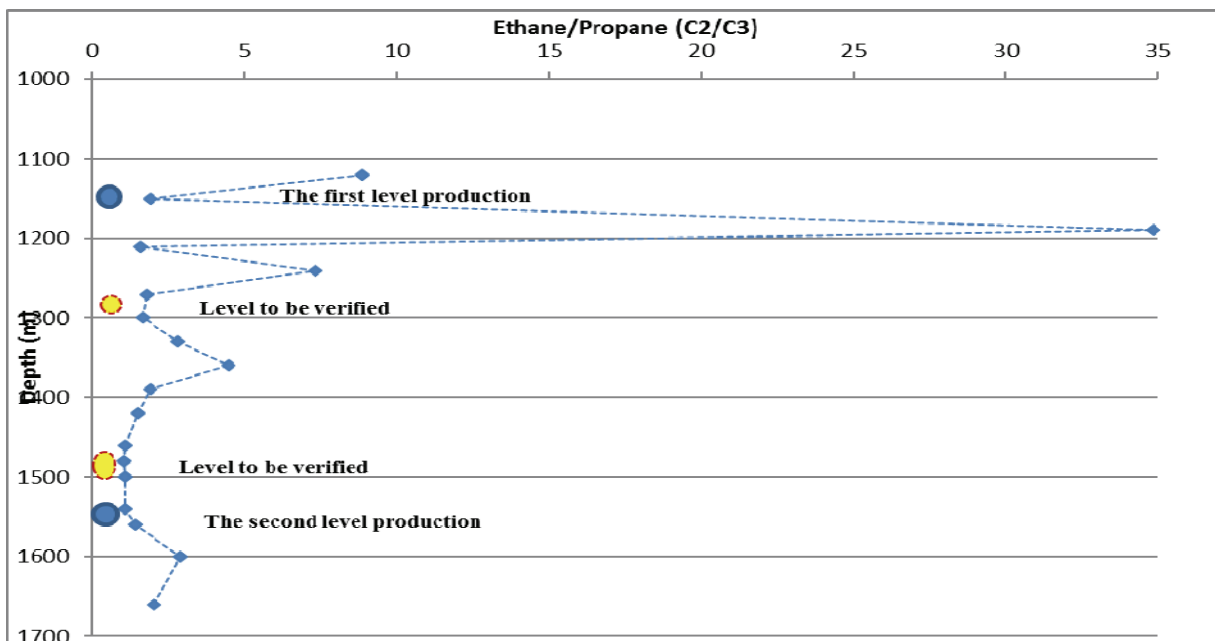 Ethane/Propane (C2/C3)
0 5 10 15 20 25 30 35
1000
1100
The first level production
1200
Level to be verified
1300
Depth (m)
1400
Level to be verified
1500
The second level production
1600
1700